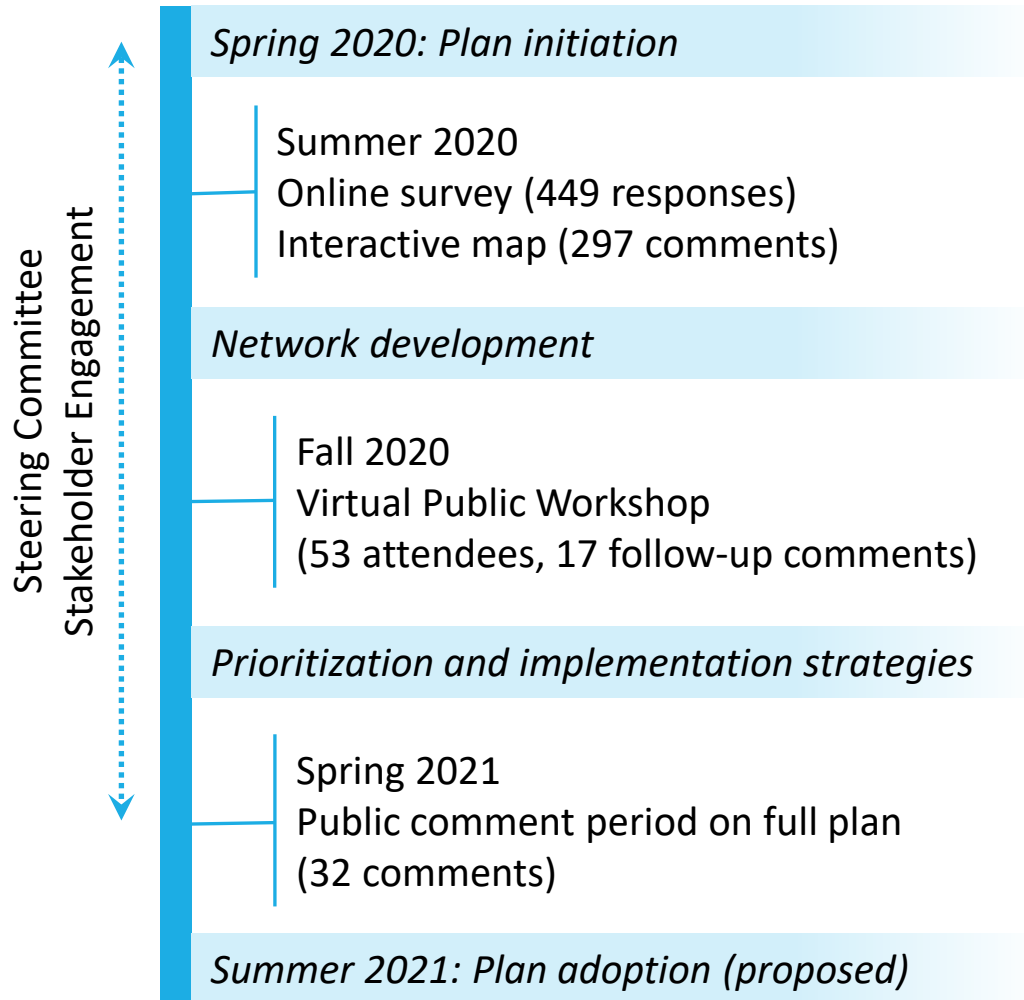 Steering Committee
Stakeholder Engagement
Spring 2020: Plan initiation
Summer 2020
Online survey (449 responses)
Interactive map (297 comments)
Network development
Fall 2020
Virtual Public Workshop
(53 attendees, 17 follow-up comments)
Prioritization and implementation strategies
Spring 2021
Public comment period on full plan
(32 comments)
Summer 2021: Plan adoption (proposed)